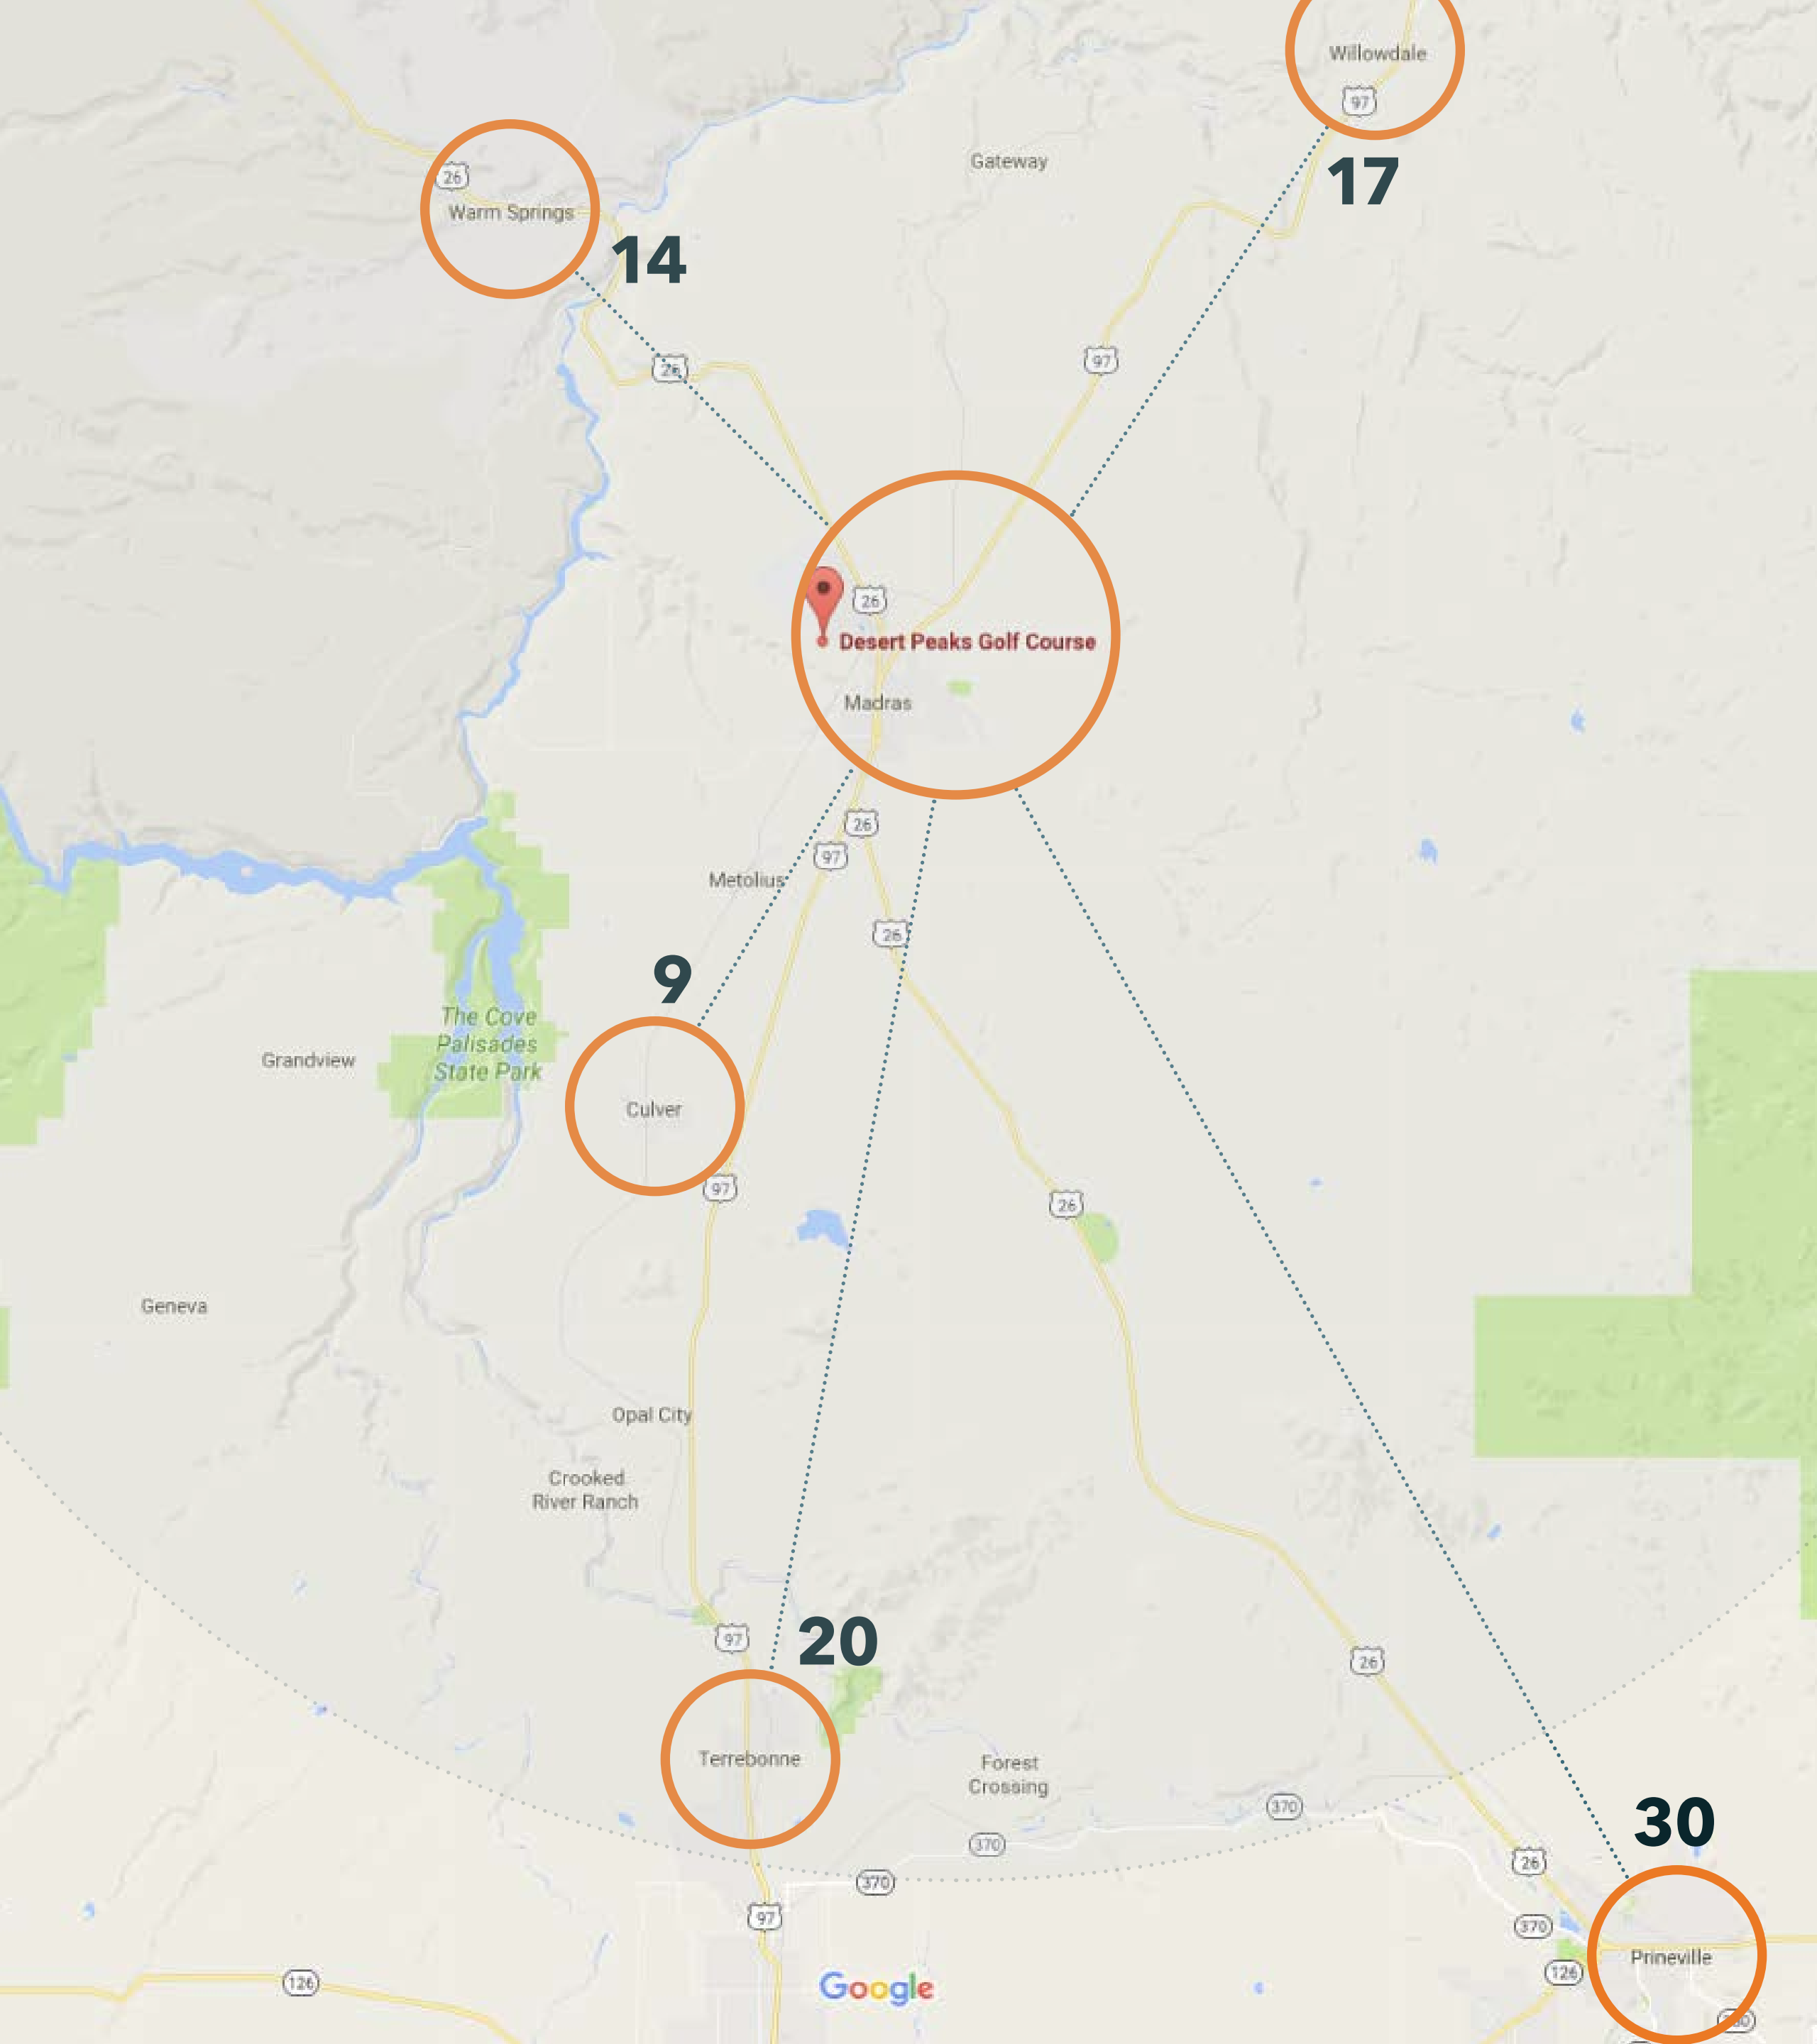 Willowdale
97
17
Gateway
26
Warm Springs
14
26
97
26
Desert Peaks Golf Course
Madras
26
97
Metolius
26
9
The Cove
Palisades
State Park
Grandview
Culver
97
26
Geneva
Opal City
Crooked
River Ranch
97
20
26
Terrebonne
Forest
Crossing
370
370
30
26
370
97
370
Prineville
126
126
Google